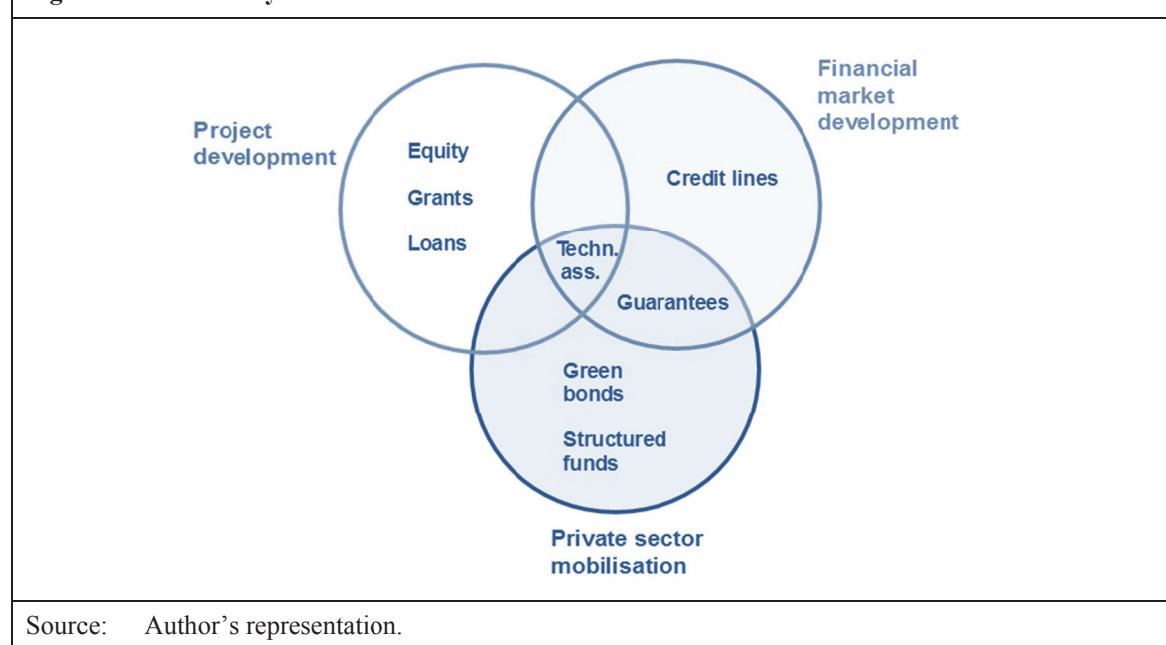 Project
development
Financial
market
development
Equity
Grants
Loans
Credit lines
Techn.
ass.
Guarantees
Green
bonds
Structured
funds
Private sector
mobilisation
Source: Author's representation.